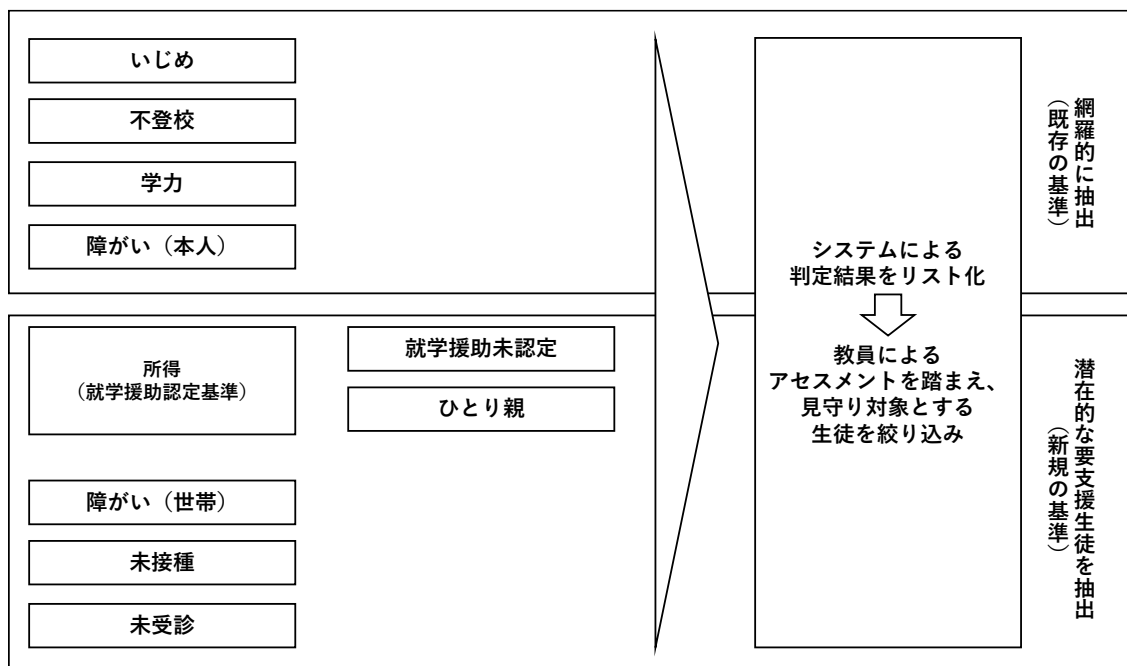 いじめ
不登校
学力
障がい（本人）
所得
（就学援助認定基準）
就学援助未認定
ひとり親
障がい（世帯）
未接種
未受診
システムによる
判定結果をリスト化
教員による
アセスメントを踏まえ、
見守り対象とする
生徒を絞り込み
網羅的に抽出
（既存の基準）
潜在的な要支援生徒を抽出
（新規の基準）